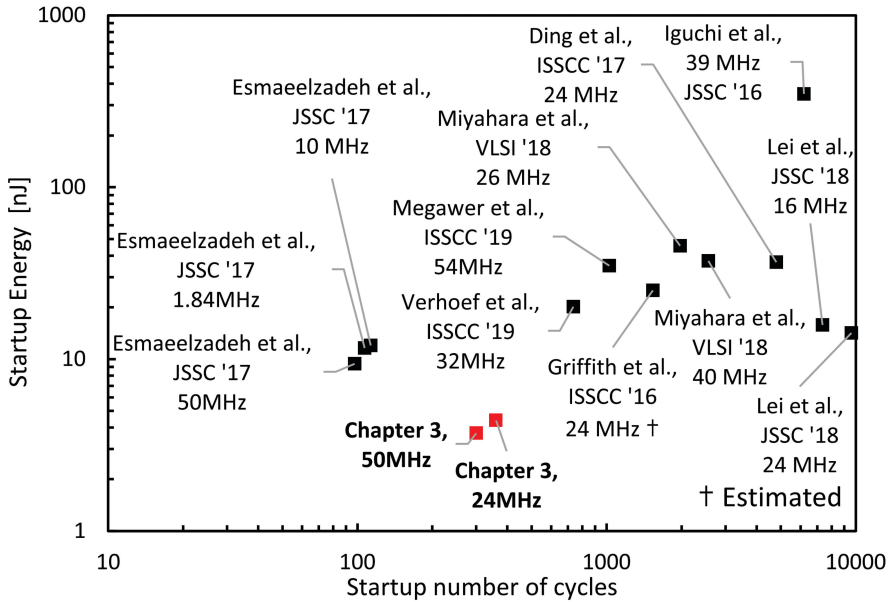 1000
100
10
1
Startup Energy [nJ]
Esmaeelzadeh et al.,
JSSC '17
10 MHz
Esmaeelzadeh et al.,
JSSC '17
1.84MHz
Esmaeelzadeh et al.,
JSSC '17
50MHz
Ding et al.,
ISSCC '17
24 MHz
Iguchi et al.,
39 MHz
JSSC '16
Miyahara et al.,
VLSI '18
26 MHz
Lei et al.,
JSSC '18
16 MHz
Megawer et al.,
ISSCC '19
54MHz
Verhoef et al.,
ISSCC '19
32MHz
Griffith et al.,
ISSCC '16
24 MHz †
Miyahara et al.,
VLSI '18
40 MHz
Lei et al.,
JSSC '18
24 MHz
Chapter 3,
50MHz
Chapter 3,
24MHz
† Estimated
10
100
1000
10000
Startup number of cycles